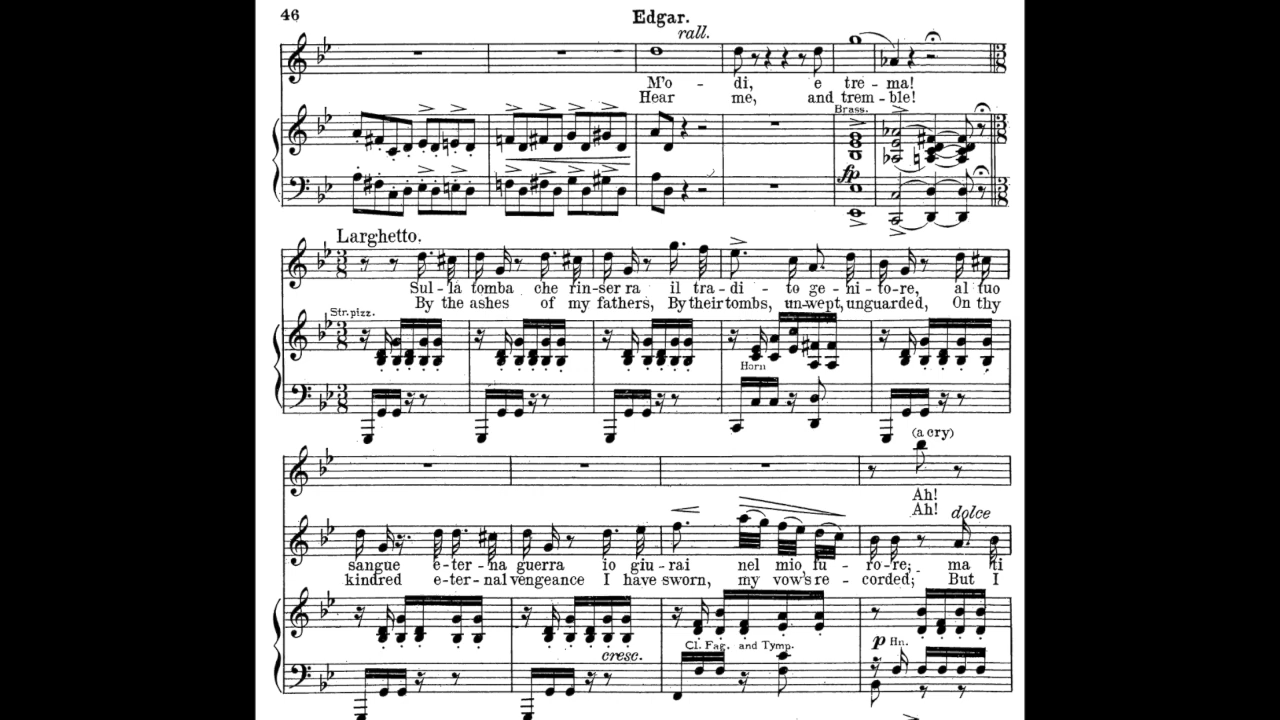 46
Edgar.
rall.
M'o - di, e tre - ma!
Hear me, and trem - ble!
Brass.
fp
Larghetto.
Sul - la tomba che rin - ser ra il tra - di - to ge - ni - to - re, al tuo
By the ashes of my fathers, By their tombs, un - wept, unguarded, On thy
Str. pizz.
Horn
(a cry)
Ah!
Ah!
dolce
sangue e - ter - na guerra io giu - rai nel mio fu - ro - re; ma ti
kindred e - ter - nal vengeance I have sworn, my vow's re - corded; But I
cresc.
Cl. Fag. and Tymp.
p Hn.